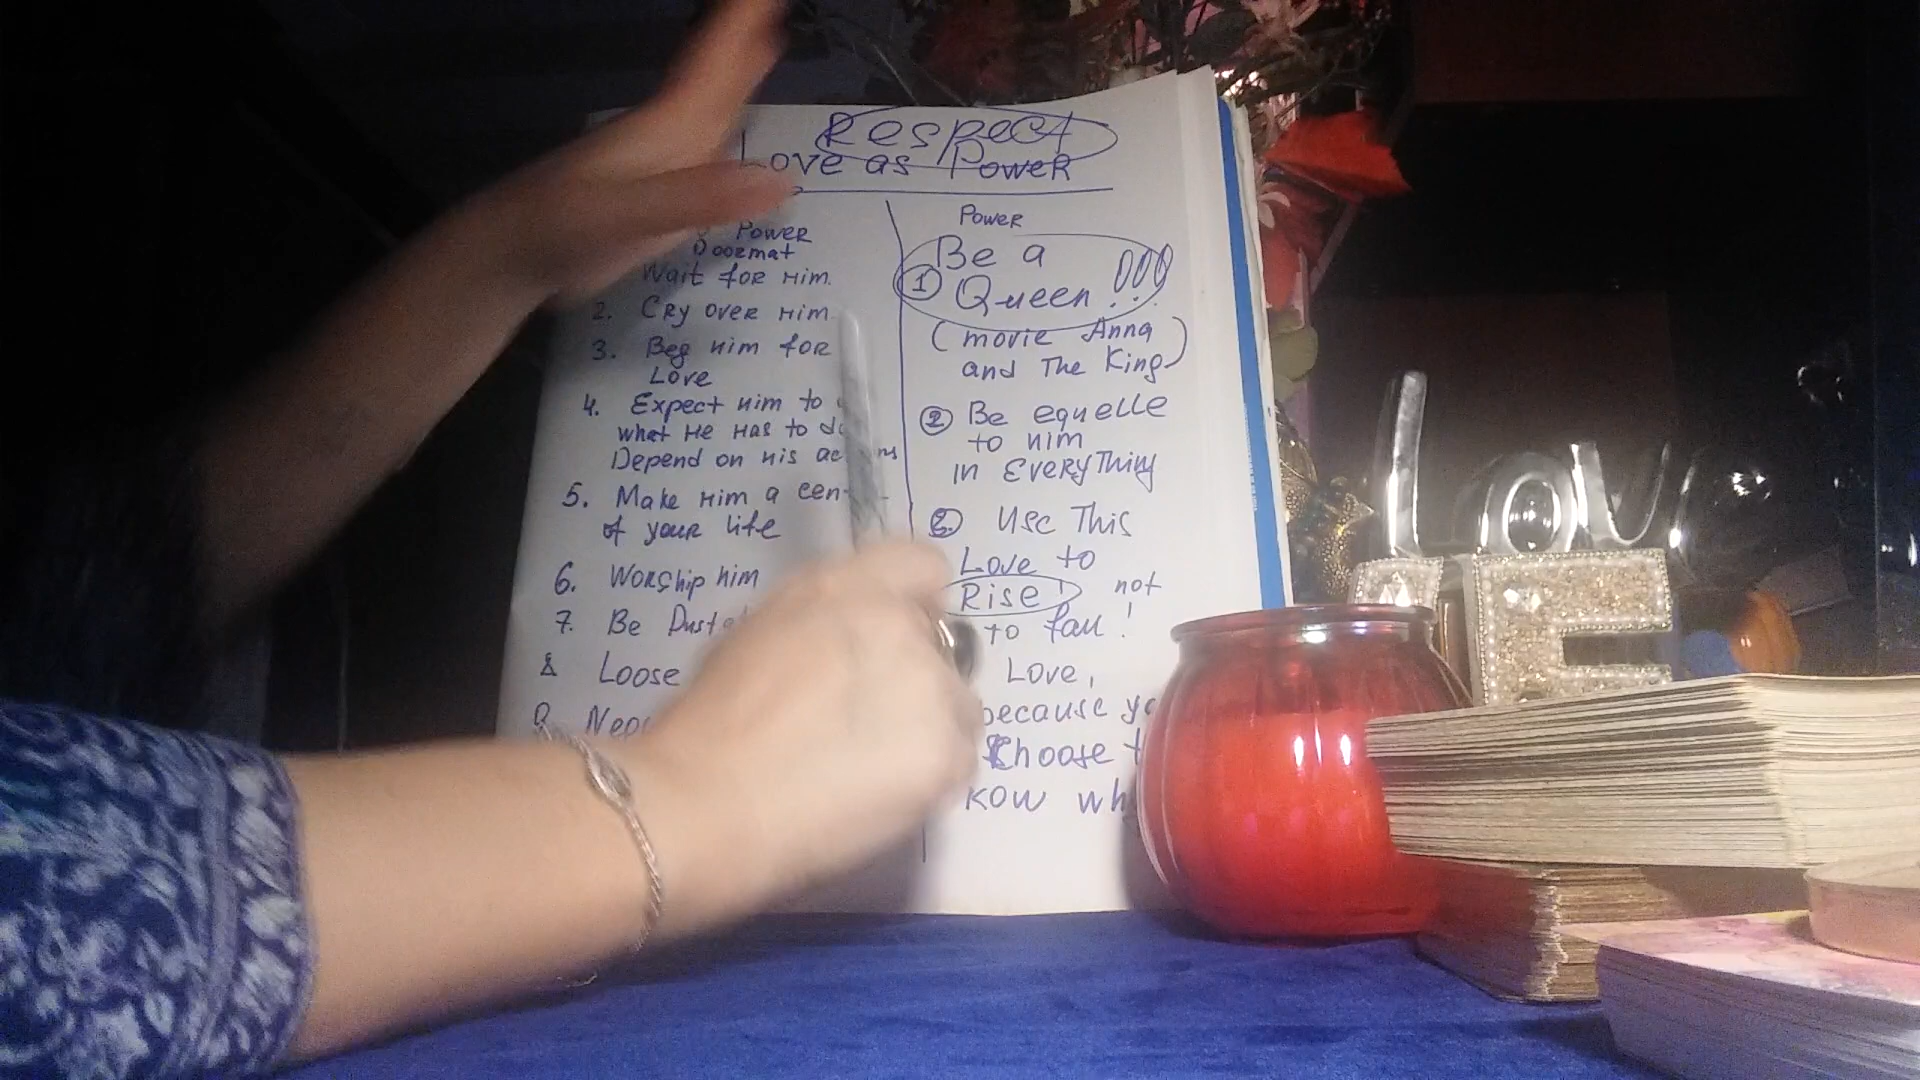 Respect
Love as Power
Power
Doormat
Wait for Him
2. Cry over Him
3. Beg him for
Love
4. Expect him to
what He Has to do
Depend on his
5. Make Him a
of your life
6. Worship him
7. Be
8 Loose
Power
Be a
1 Queen !!!
(movie Anna
and The King)
2 Be equelle
to him
in EveryThing
3. Use This
Love to
Rise! not
to fall!
Love,
because
Choose
LOVE